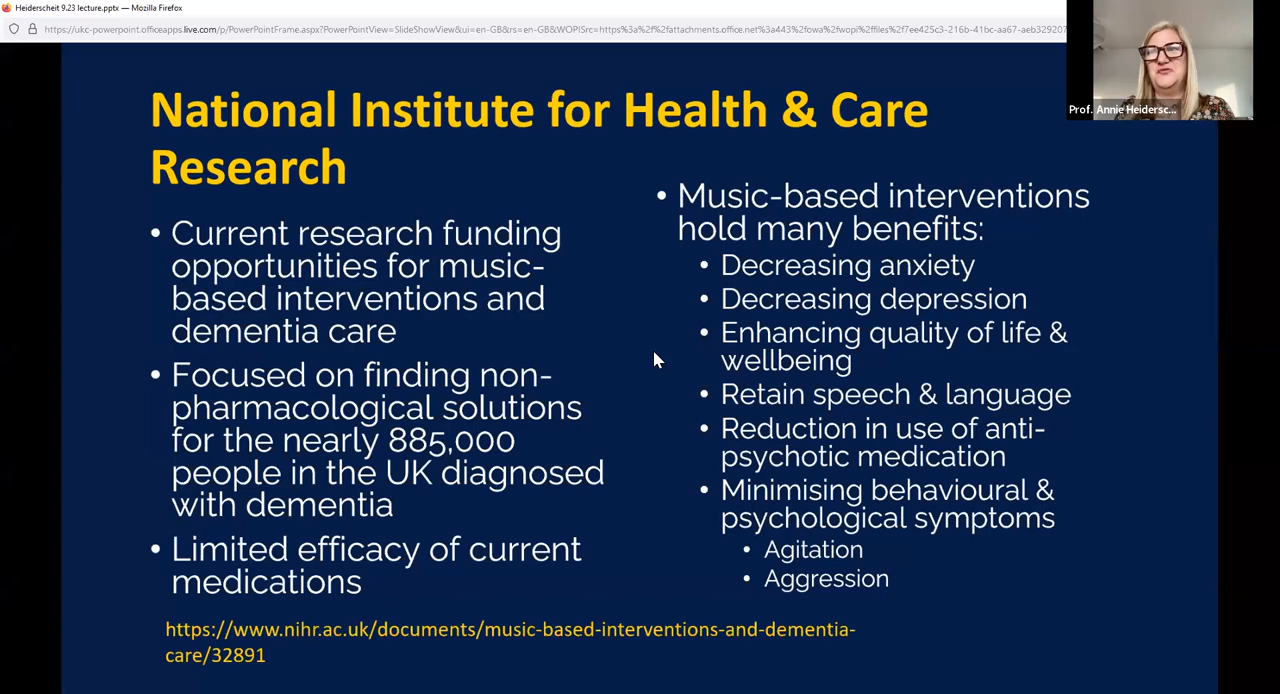 Heiderscheit 9.23 lecture.pptx — Mozilla Firefox
https://ukc-powerpoint.officeapps.live.com/p/PowerPointFrame.aspx?PowerPointView=SlideShowView&ui=en-GB&rs=en-GB&WOPISrc=https%3a%2f%2fattachments.office.net%3a443%2fowa%2fwopi%2ffiles%2f7ee425c3-216b-41bc-aa67-aeb329207
Prof. Annie Heidersc...
National Institute for Health & Care
Research
• Current research funding
opportunities for music-
based interventions and
dementia care
• Focused on finding non-
pharmacological solutions
for the nearly 885,000
people in the UK diagnosed
with dementia
• Limited efficacy of current
medications
• Music-based interventions
hold many benefits:
• Decreasing anxiety
• Decreasing depression
• Enhancing quality of life &
wellbeing
• Retain speech & language
• Reduction in use of anti-
psychotic medication
• Minimising behavioural &
psychological symptoms
• Agitation
• Aggression
https://www.nihr.ac.uk/documents/music-based-interventions-and-dementia-
care/32891